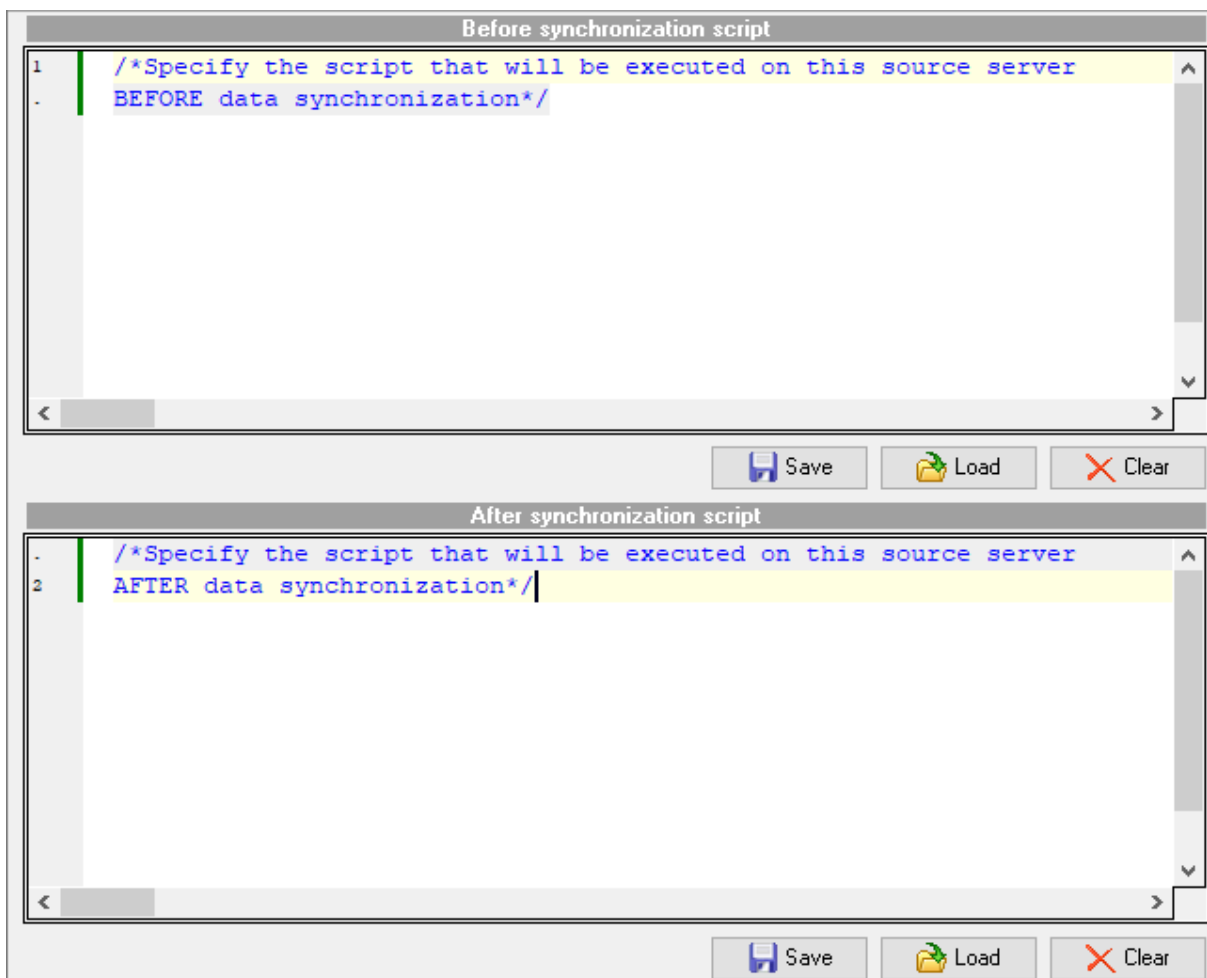 Before synchronization script
1 /*Specify the script that will be executed on this source server
. BEFORE data synchronization*/
Save Load Clear
After synchronization script
. /*Specify the script that will be executed on this source server
2 AFTER data synchronization*/
Save Load Clear